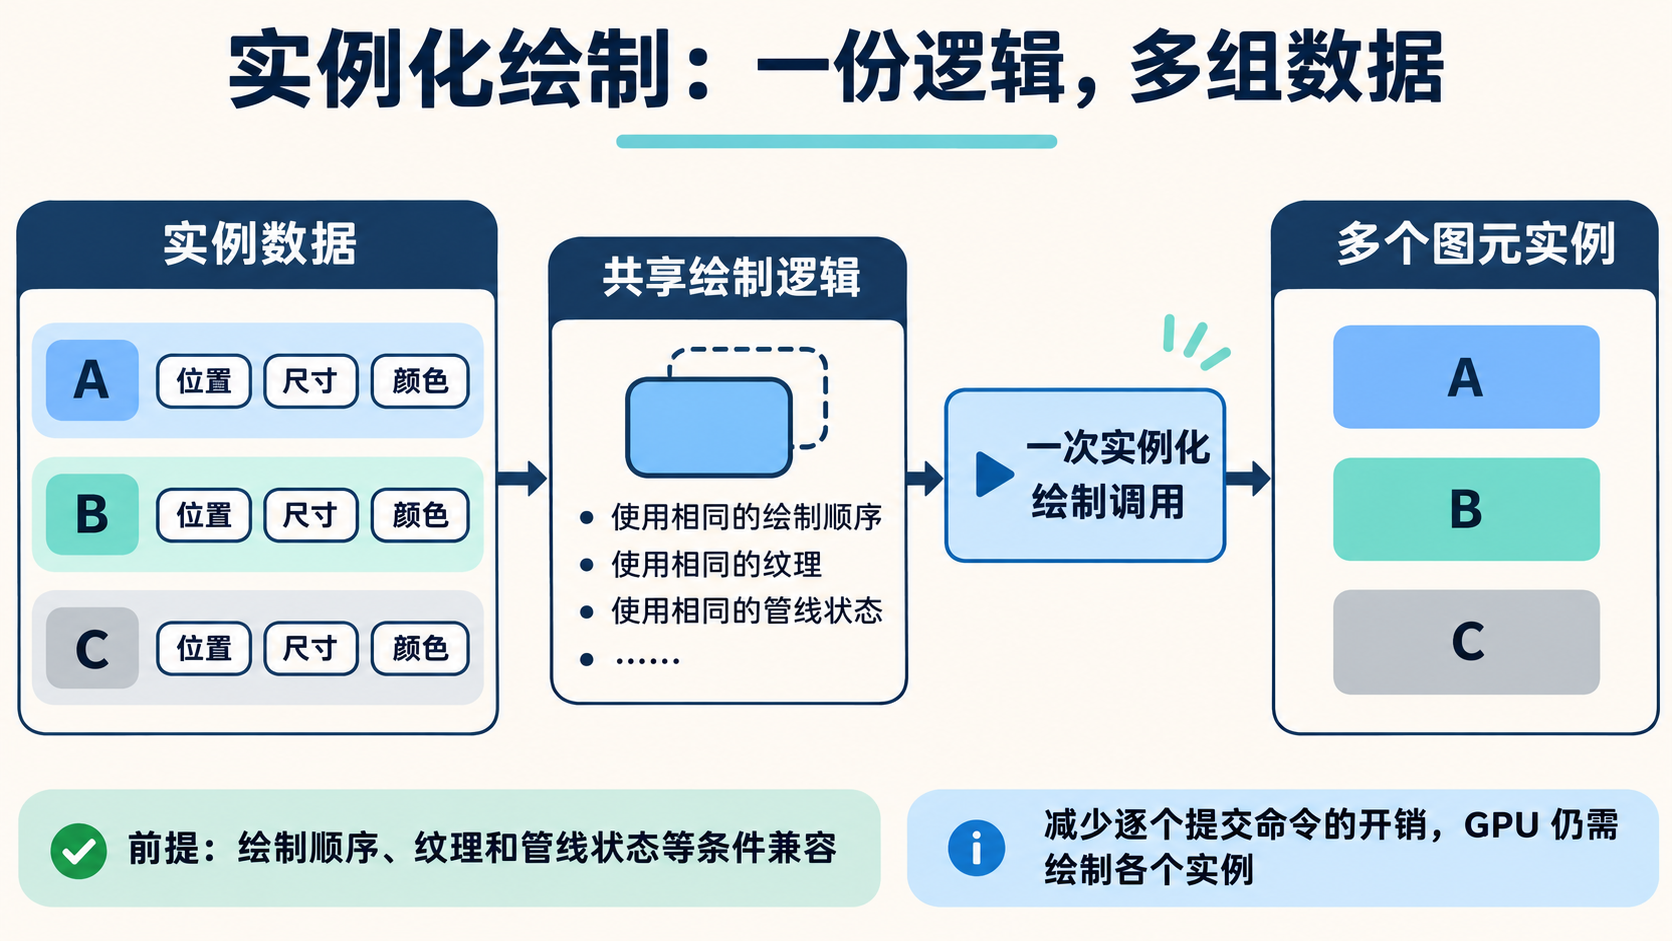 实例化绘制：一份逻辑，多组数据
实例数据
A 位置 尺寸 颜色
B 位置 尺寸 颜色
C 位置 尺寸 颜色
共享绘制逻辑
使用相同的绘制顺序
使用相同的纹理
使用相同的管线状态
……
一次实例化
绘制调用
多个图元实例
A
B
C
前提：绘制顺序、纹理和管线状态等条件兼容
减少逐个提交命令的开销，GPU 仍需
绘制各个实例